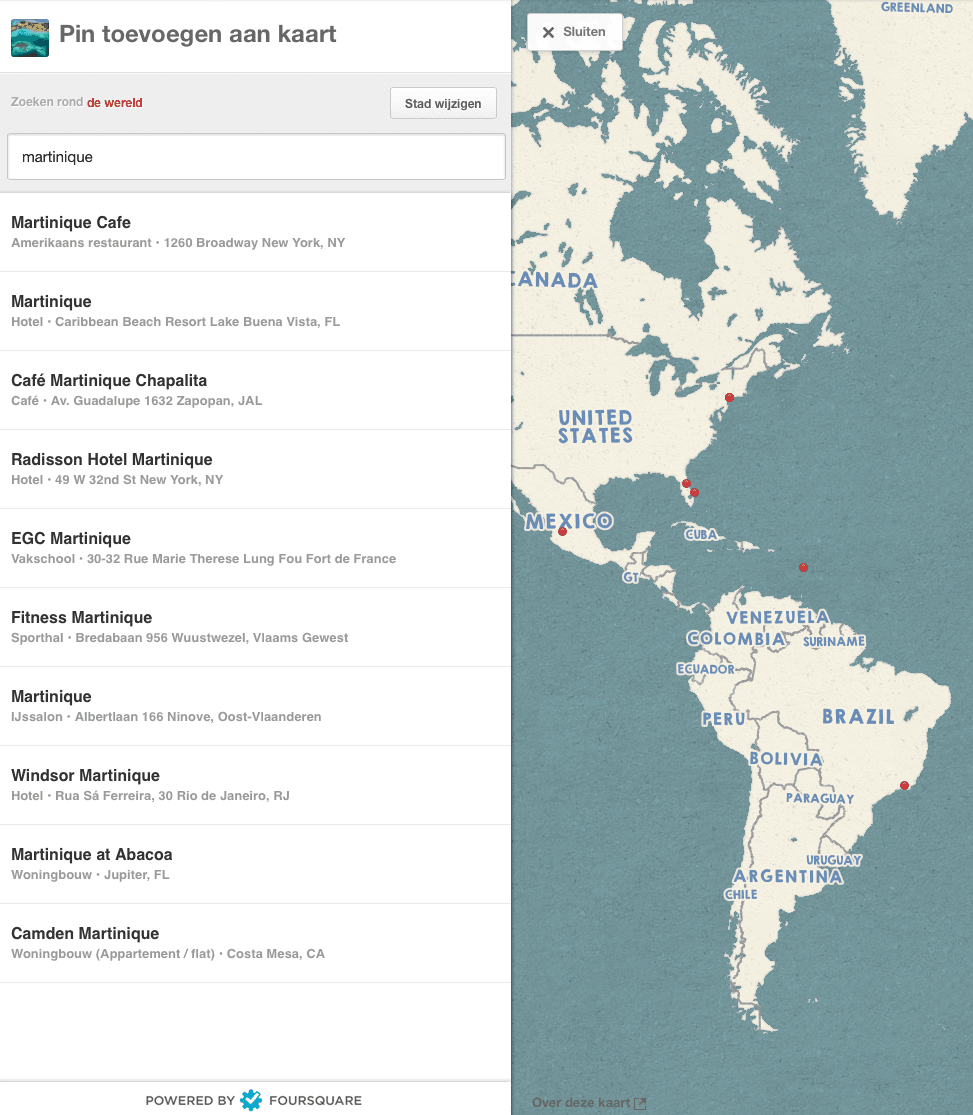 Pin toevoegen aan kaart
Zoeken rond de wereld
Stad wijzigen
martinique
Martinique Cafe
Amerikaans restaurant · 1260 Broadway New York, NY
Martinique
Hotel · Caribbean Beach Resort Lake Buena Vista, FL
Café Martinique Chapalita
Café · Av. Guadalupe 1632 Zapopan, JAL
Radisson Hotel Martinique
Hotel · 49 W 32nd St New York, NY
EGC Martinique
Vakschool · 30-32 Rue Marie Therese Lung Fou Fort de France
Fitness Martinique
Sporthal · Bredabaan 956 Wuustwezel, Vlaams Gewest
Martinique
IJssalon · Albertlaan 166 Ninove, Oost-Vlaanderen
Windsor Martinique
Hotel · Rua Sá Ferreira, 30 Rio de Janeiro, RJ
Martinique at Abacoa
Woningbouw · Jupiter, FL
Camden Martinique
Woningbouw (Appartement / flat) · Costa Mesa, CA
POWERED BY FOURSQUARE
Sluiten
GREENLAND
CANADA
UNITED
STATES
MEXICO
CUBA
GT
VENEZUELA
COLOMBIA
SURINAME
ECUADOR
PERU
BRAZIL
BOLIVIA
PARAGUAY
URUGUAY
ARGENTINA
CHILE
Over deze kaart